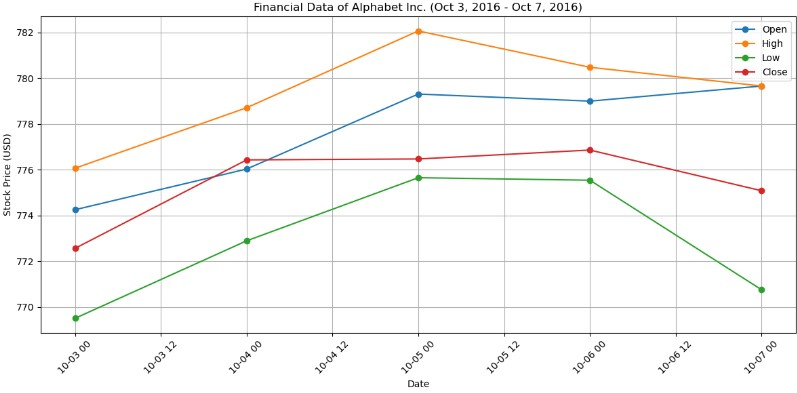 Financial Data of Alphabet Inc. (Oct 3, 2016 - Oct 7, 2016)
Open
High
Low
Close
Stock Price (USD)
782
780
778
776
774
772
770
10-03 00
10-03 12
10-04 00
10-04 12
10-05 00
10-05 12
10-06 00
10-06 12
10-07 00
Date